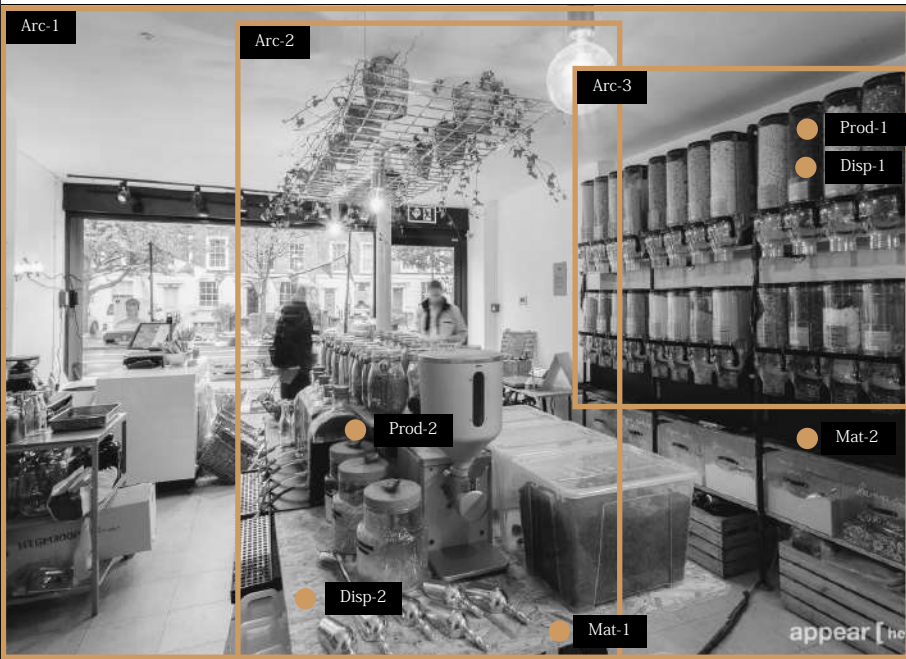 Arc-1
Arc-2
Arc-3
Prod-1
Disp-1
Prod-2
Mat-2
Disp-2
Mat-1
appear [